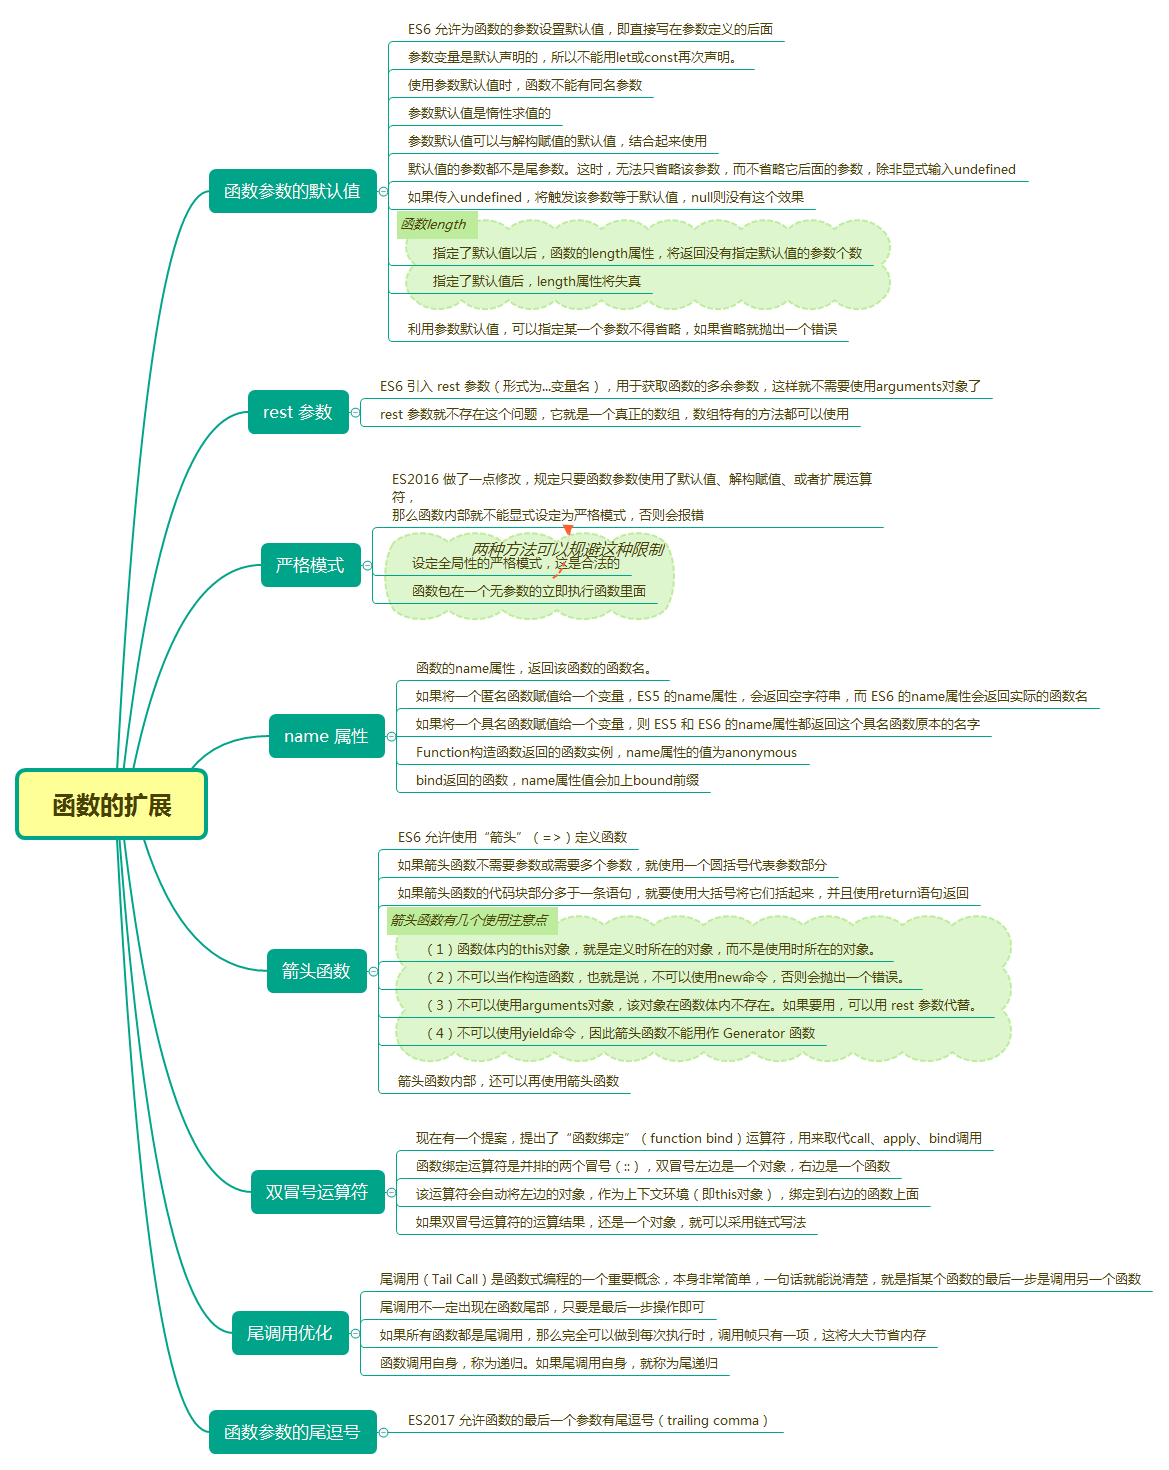 函数的扩展
函数参数的默认值
ES6 允许为函数的参数设置默认值，即直接写在参数定义的后面
参数变量是默认声明的，所以不能用let或const再次声明。
使用参数默认值时，函数不能有同名参数
参数默认值是惰性求值的
参数默认值可以与解构赋值的默认值，结合起来使用
默认值的参数都不是尾参数。这时，无法只省略该参数，而不省略它后面的参数，除非显式输入undefined
如果传入undefined，将触发该参数等于默认值，null则没有这个效果
函数length
指定了默认值以后，函数的length属性，将返回没有指定默认值的参数个数
指定了默认值后，length属性将失真
利用参数默认值，可以指定某一个参数不得省略，如果省略就抛出一个错误
rest 参数
ES6 引入 rest 参数（形式为...变量名），用于获取函数的多余参数，这样就不需要使用arguments对象了
rest 参数就不存在这个问题，它就是一个真正的数组，数组特有的方法都可以使用
严格模式
ES2016 做了一点修改，规定只要函数参数使用了默认值、解构赋值、或者扩展运算
符，
那么函数内部就不能显式设定为严格模式，否则会报错
两种方法可以规避这种限制
设定全局性的严格模式，这是合法的
函数包在一个无参数的立即执行函数里面
name 属性
函数的name属性，返回该函数的函数名。
如果将一个匿名函数赋值给一个变量，ES5 的name属性，会返回空字符串，而 ES6 的name属性会返回实际的函数名
如果将一个具名函数赋值给一个变量，则 ES5 和 ES6 的name属性都返回这个具名函数原本的名字
Function构造函数返回的函数实例，name属性的值为anonymous
bind返回的函数，name属性值会加上bound前缀
箭头函数
ES6 允许使用“箭头”（=>）定义函数
如果箭头函数不需要参数或需要多个参数，就使用一个圆括号代表参数部分
如果箭头函数的代码块部分多于一条语句，就要使用大括号将它们括起来，并且使用return语句返回
箭头函数有几个使用注意点
（1）函数体内的this对象，就是定义时所在的对象，而不是使用时所在的对象。
（2）不可以当作构造函数，也就是说，不可以使用new命令，否则会抛出一个错误。
（3）不可以使用arguments对象，该对象在函数体内不存在。如果要用，可以用 rest 参数代替。
（4）不可以使用yield命令，因此箭头函数不能用作 Generator 函数
箭头函数内部，还可以再使用箭头函数
双冒号运算符
现在有一个提案，提出了“函数绑定”（function bind）运算符，用来取代call、apply、bind调用
函数绑定运算符是并排的两个冒号（::），双冒号左边是一个对象，右边是一个函数
该运算符会自动将左边的对象，作为上下文环境（即this对象），绑定到右边的函数上面
如果双冒号运算符的运算结果，还是一个对象，就可以采用链式写法
尾调用优化
尾调用（Tail Call）是函数式编程的一个重要概念，本身非常简单，一句话就能说清楚，就是指某个函数的最后一步是调用另一个函数
尾调用不一定出现在函数尾部，只要是最后一步操作即可
如果所有函数都是尾调用，那么完全可以做到每次执行时，调用帧只有一项，这将大大节省内存
函数调用自身，称为递归。如果尾调用自身，就称为尾递归
函数参数的尾逗号
ES2017 允许函数的最后一个参数有尾逗号（trailing comma）